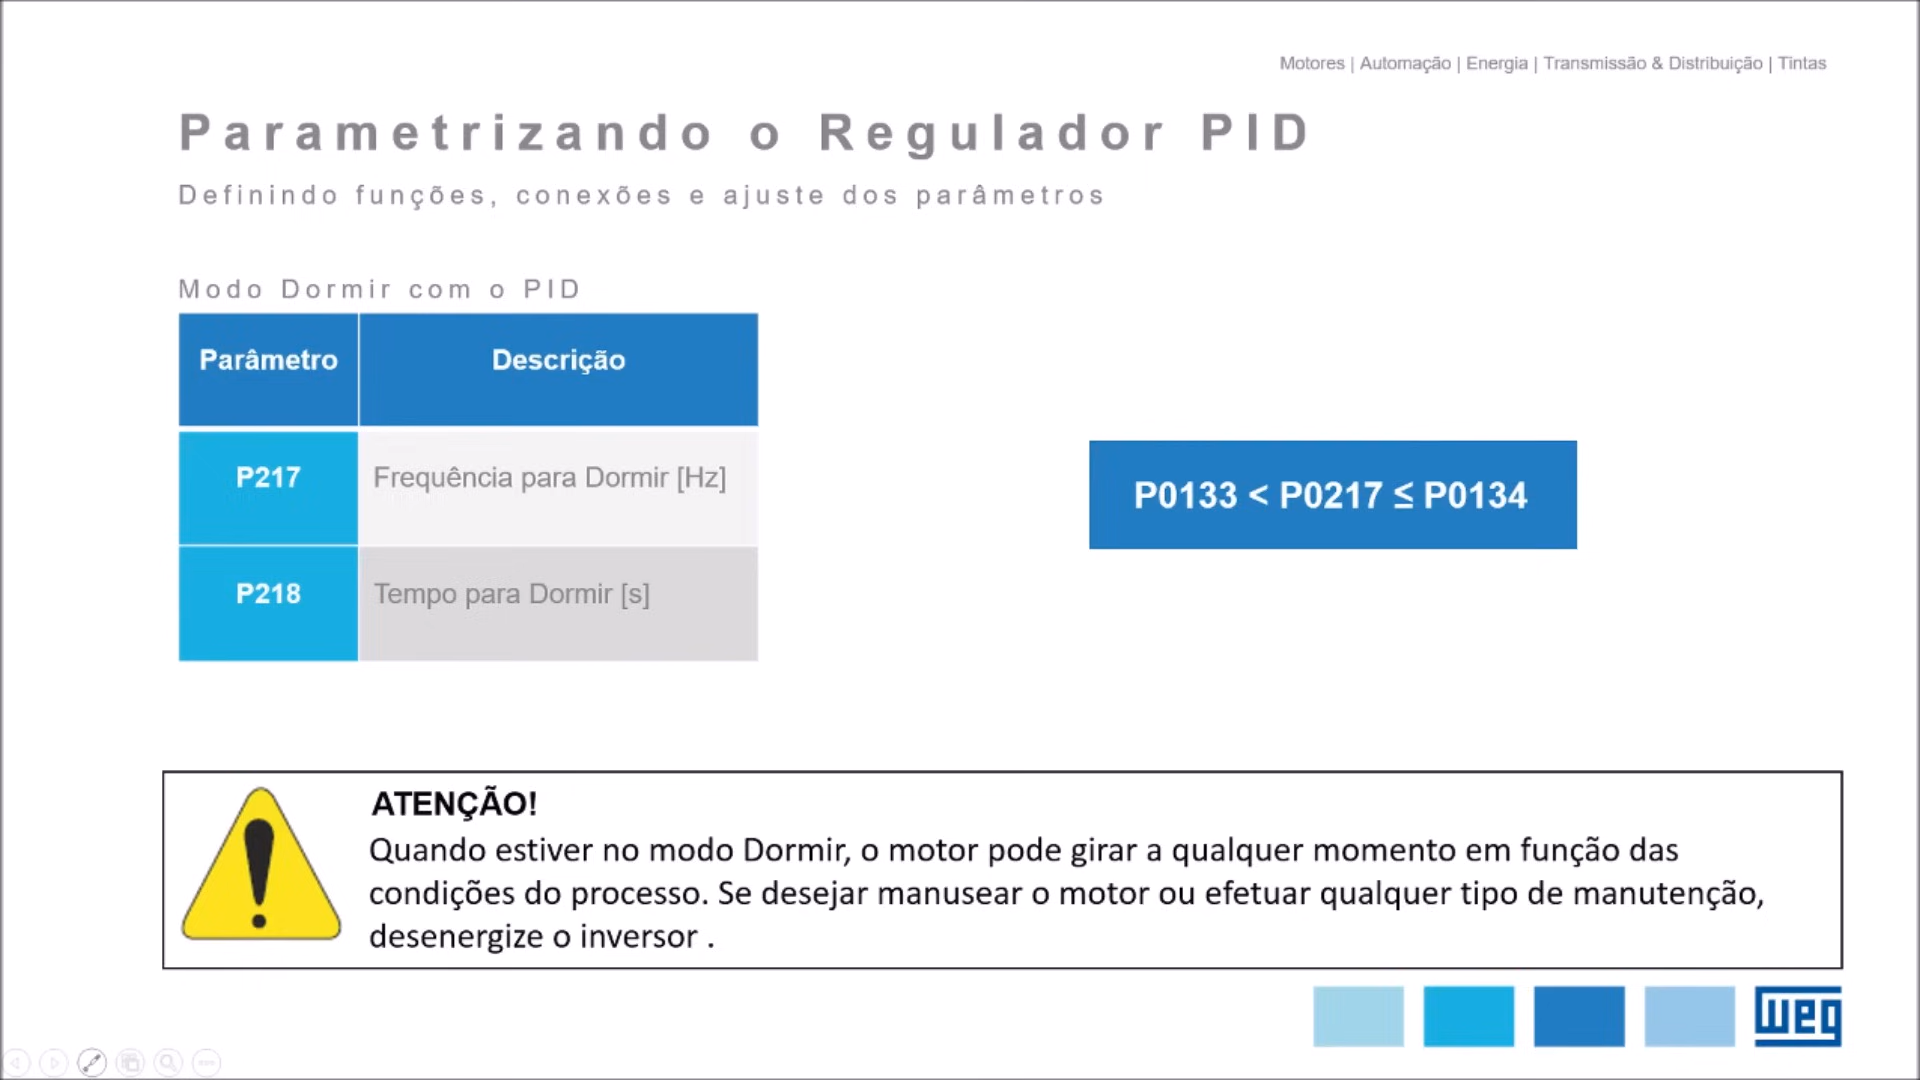 Motores | Automação | Energia | Transmissão & Distribuição | Tintas
Parametrizando o Regulador PID
Definindo funções, conexões e ajuste dos parâmetros
Modo Dormir com o PID
Parâmetro Descrição
P217 Frequência para Dormir [Hz]
P0133 < P0217 ≤ P0134
P218 Tempo para Dormir [s]
ATENÇÃO!
Quando estiver no modo Dormir, o motor pode girar a qualquer momento em função das
condições do processo. Se desejar manusear o motor ou efetuar qualquer tipo de manutenção,
desenergize o inversor .
weg